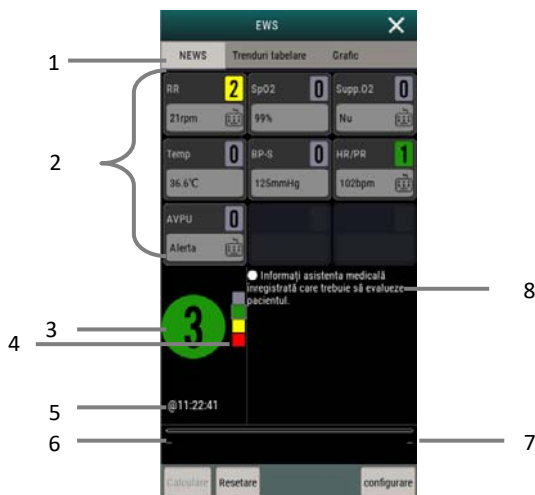 EWS
1
NEWS Trenduri tabelare Grafic
RR 2 SpO2 0 Supp.O2 0
21rpm 99% Nu
2
Temp 0 BP-S 0 HR/PR 1
36.6°C 125mmHg 102bpm
AVPU 0
Alerta
Informați asistenta medicală
înregistrată care trebuie să evalueze
pacientul.
8
3
3
4
5
@11:22:41
6
--
--
7
Calculare Resetare configurare